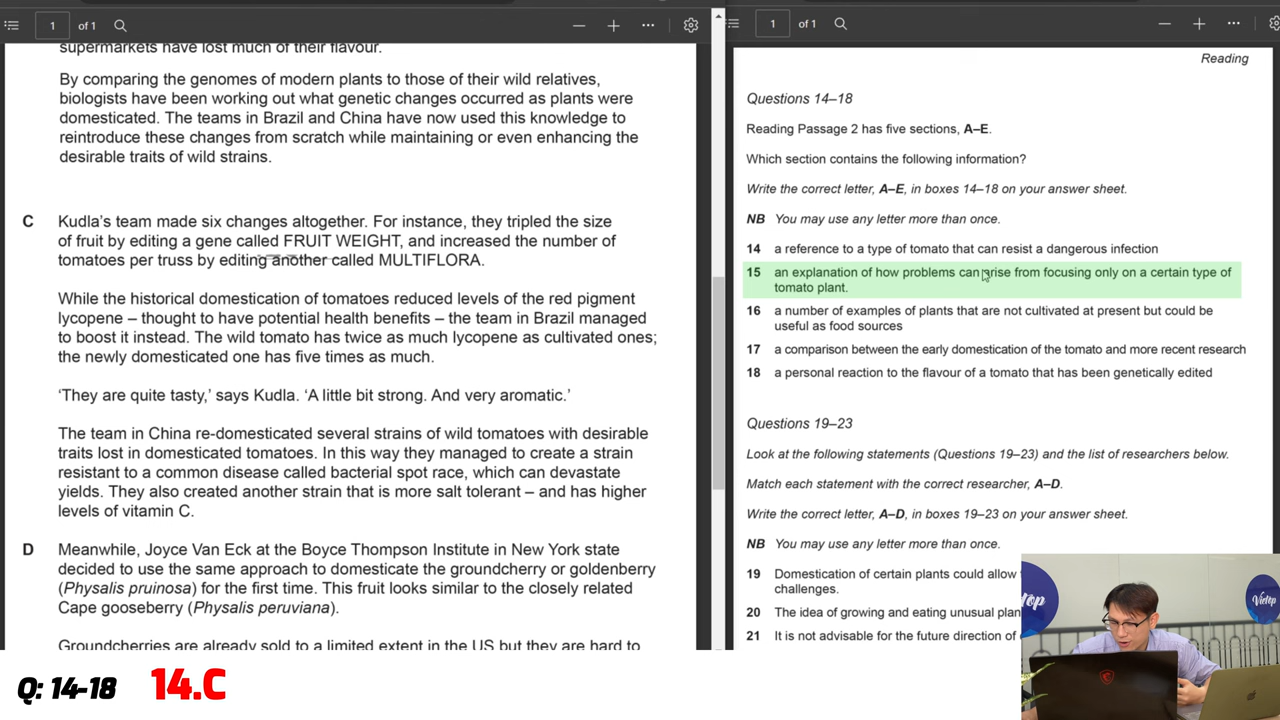 1 of 1
supermarkets have lost much of their flavour.
By comparing the genomes of modern plants to those of their wild relatives,
biologists have been working out what genetic changes occurred as plants were
domesticated. The teams in Brazil and China have now used this knowledge to
reintroduce these changes from scratch while maintaining or even enhancing the
desirable traits of wild strains.
C Kudla's team made six changes altogether. For instance, they tripled the size
of fruit by editing a gene called FRUIT WEIGHT, and increased the number of
tomatoes per truss by editing another called MULTIFLORA.
While the historical domestication of tomatoes reduced levels of the red pigment
lycopene – thought to have potential health benefits – the team in Brazil managed
to boost it instead. The wild tomato has twice as much lycopene as cultivated ones;
the newly domesticated one has five times as much.
'They are quite tasty,' says Kudla. 'A little bit strong. And very aromatic.'
The team in China re-domesticated several strains of wild tomatoes with desirable
traits lost in domesticated tomatoes. In this way they managed to create a strain
resistant to a common disease called bacterial spot race, which can devastate
yields. They also created another strain that is more salt tolerant – and has higher
levels of vitamin C.
D Meanwhile, Joyce Van Eck at the Boyce Thompson Institute in New York state
decided to use the same approach to domesticate the groundcherry or goldenberry
(Physalis pruinosa) for the first time. This fruit looks similar to the closely related
Cape gooseberry (Physalis peruviana).
Groundcherries are already sold to a limited extent in the US but they are hard to
1 of 1
Reading
Questions 14–18
Reading Passage 2 has five sections, A–E.
Which section contains the following information?
Write the correct letter, A–E, in boxes 14–18 on your answer sheet.
NB You may use any letter more than once.
14 a reference to a type of tomato that can resist a dangerous infection
15 an explanation of how problems can arise from focusing only on a certain type of
tomato plant.
16 a number of examples of plants that are not cultivated at present but could be
useful as food sources
17 a comparison between the early domestication of the tomato and more recent research
18 a personal reaction to the flavour of a tomato that has been genetically edited
Questions 19–23
Look at the following statements (Questions 19–23) and the list of researchers below.
Match each statement with the correct researcher, A–D.
Write the correct letter, A–D, in boxes 19–23 on your answer sheet.
NB You may use any letter more than once.
19 Domestication of certain plants could allow
challenges.
20 The idea of growing and eating unusual plan
21 It is not advisable for the future direction of
Q: 14-18 14.C
VieTop